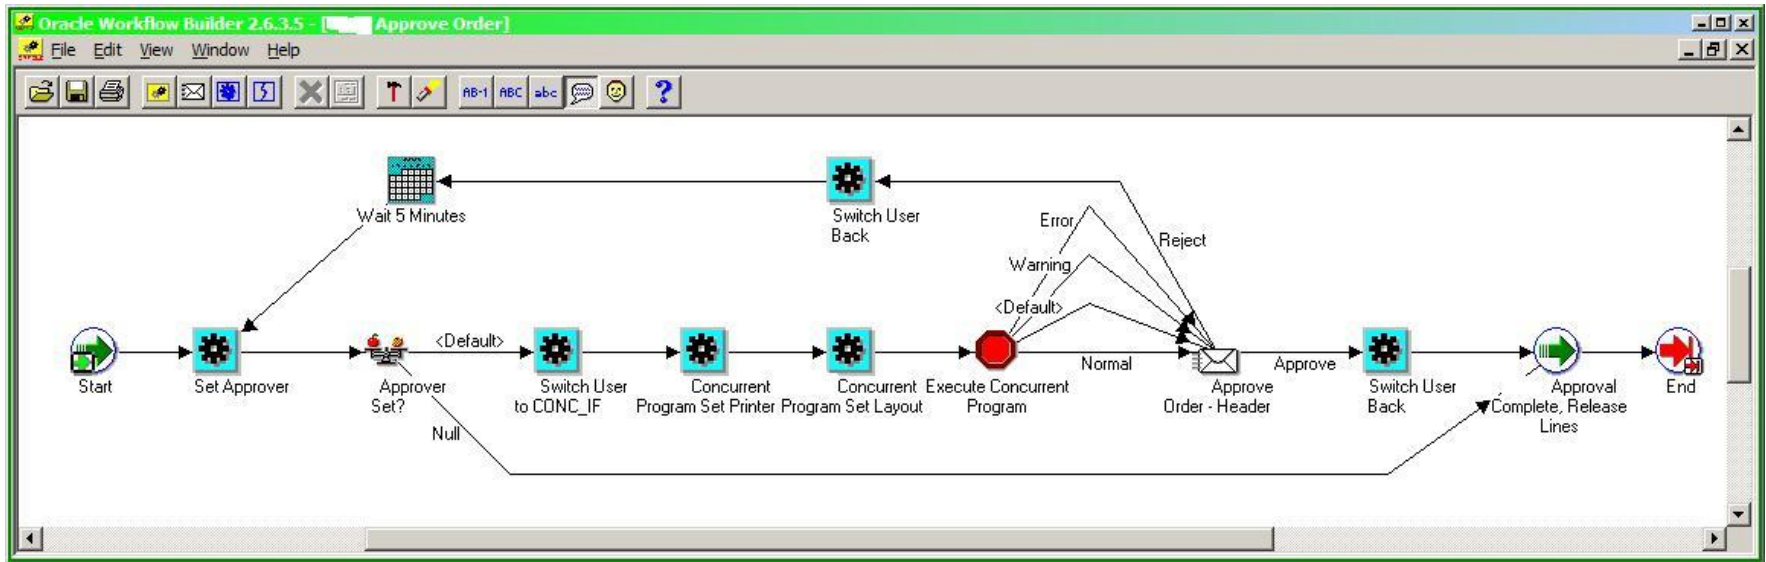 Oracle Workflow Builder 2.6.3.5 - [ Approve Order]
File Edit View Window Help
AB-1 ABC abc ?
Wait 5 Minutes
Switch User
Back
Error
Reject
Warning
<Default>
<Default>
Normal
Approve
Null
Start
Set Approver
Approver
Set?
Switch User
to CONC_IF
Concurrent
Program Set Printer
Concurrent
Program Set Layout
Execute Concurrent
Program
Approve
Order - Header
Switch User
Back
Approval
Complete, Release
Lines
End